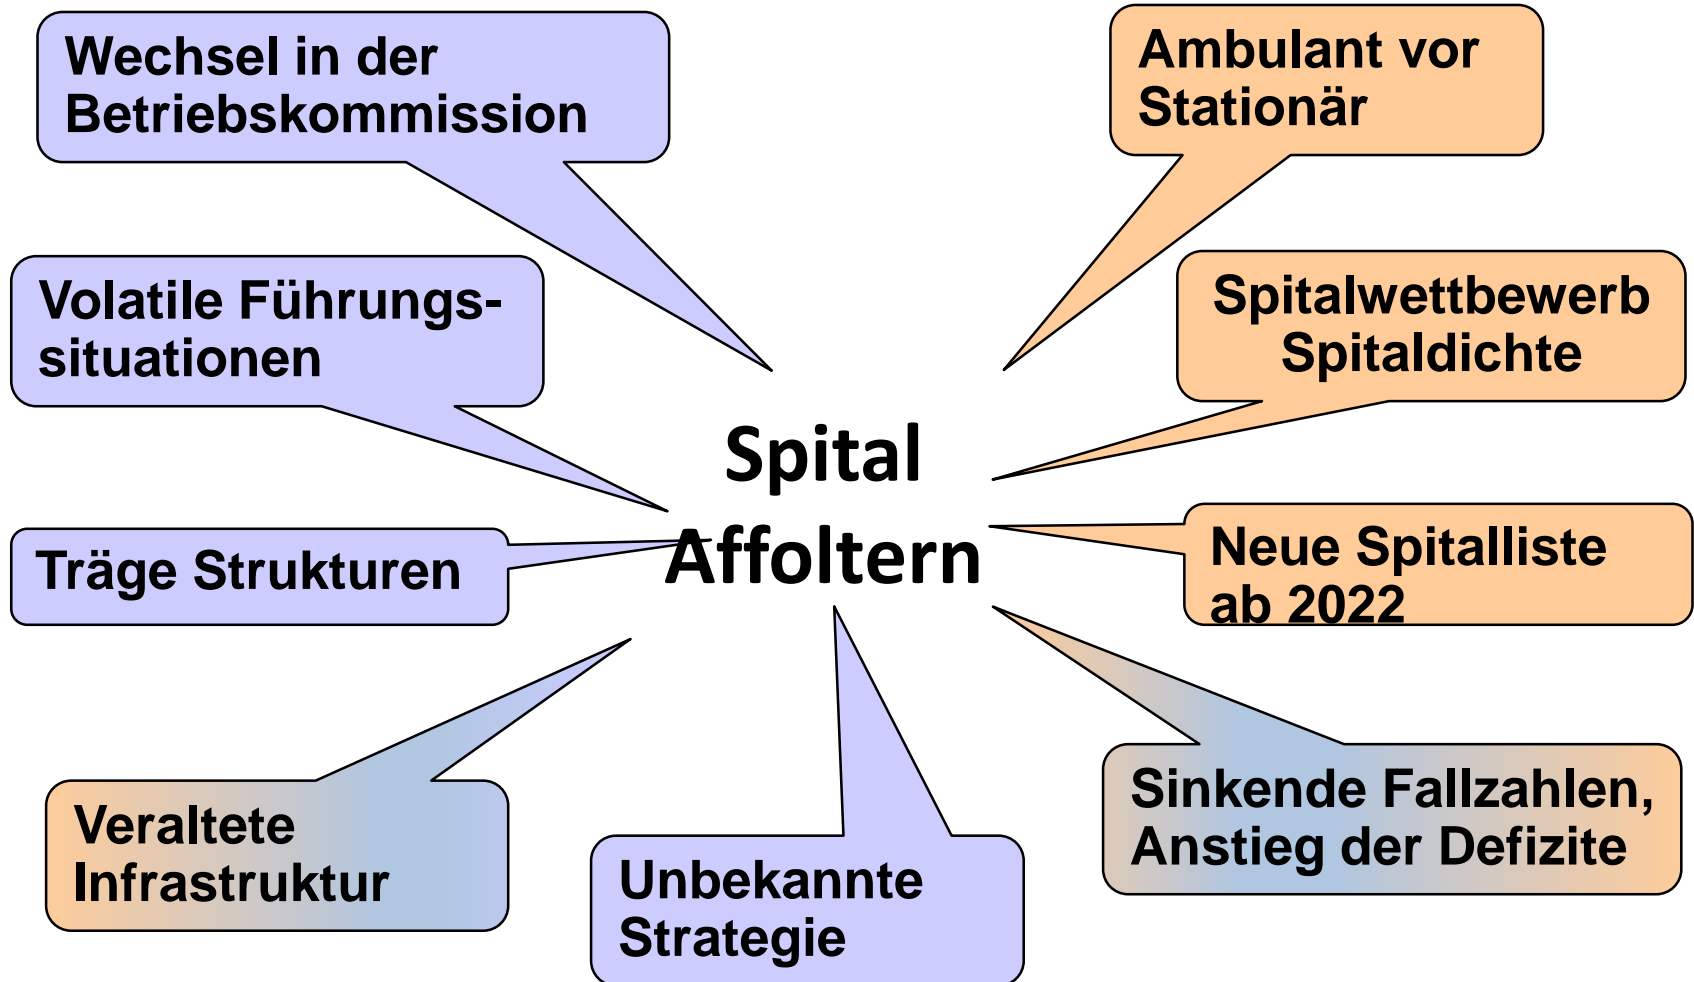 Wechsel in der
Betriebskommission
Ambulant vor
Stationär
Volatile Führungs-
situationen
Spitalwettbewerb
Spitaldichte
Spital
Affoltern
Träge Strukturen
Neue Spitalliste
ab 2022
Veraltete
Infrastruktur
Unbekannte
Strategie
Sinkende Fallzahlen,
Anstieg der Defizite